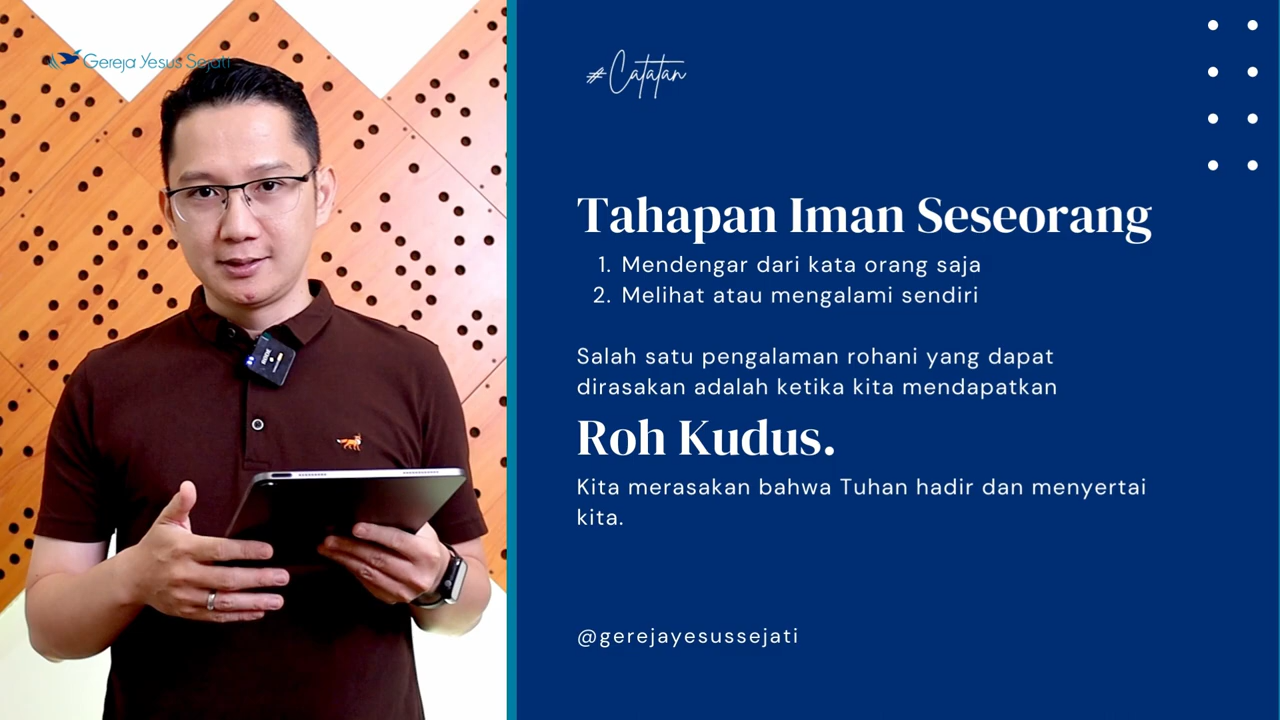 Gereja Yesus Sejati
#Catatan
Tahapan Iman Seseorang
1. Mendengar dari kata orang saja
2. Melihat atau mengalami sendiri
Salah satu pengalaman rohani yang dapat
dirasakan adalah ketika kita mendapatkan
Roh Kudus.
Kita merasakan bahwa Tuhan hadir dan menyertai
kita.
@gerejayesussejati